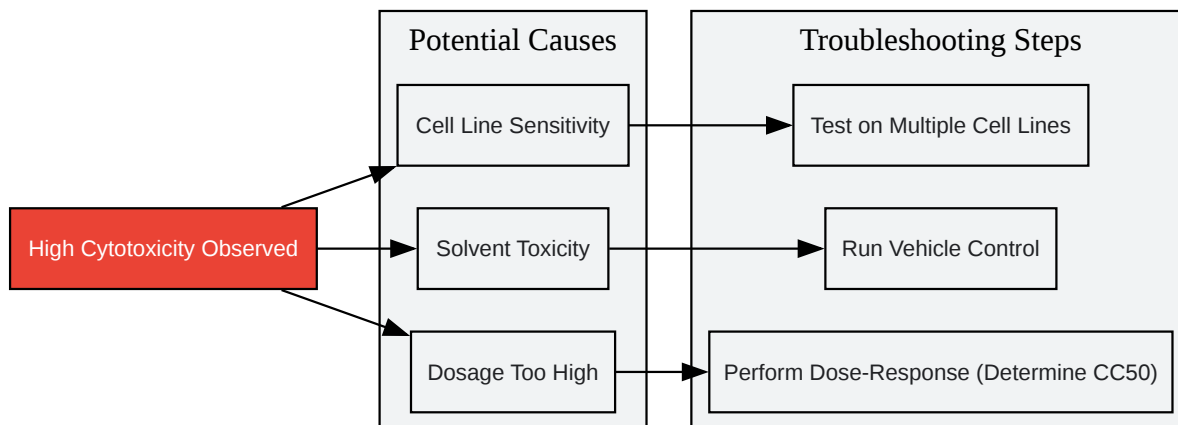 Potential Causes
Troubleshooting Steps
Cell Line Sensitivity
Test on Multiple Cell Lines
High Cytotoxicity Observed
Solvent Toxicity
Run Vehicle Control
Dosage Too High
Perform Dose-Response (Determine CC50)